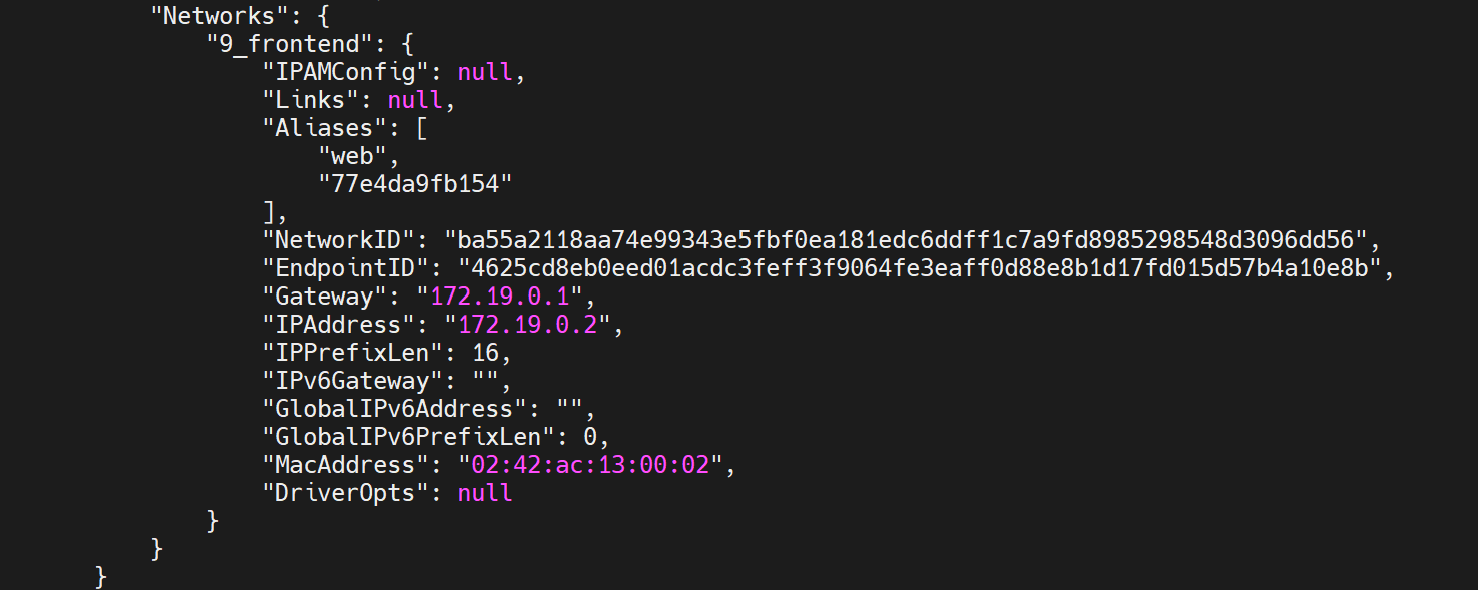 "Networks": {
"9_frontend": {
"IPAMConfig": null,
"Links": null,
"Aliases": [
"web",
"77e4da9fb154"
],
"NetworkID": "ba55a2118aa74e99343e5fbf0ea181edc6ddff1c7a9fd8985298548d3096dd56",
"EndpointID": "4625cd8eb0eed01acdc3feff3f9064fe3eaff0d88e8b1d17fd015d57b4a10e8b",
"Gateway": "172.19.0.1",
"IPAddress": "172.19.0.2",
"IPPrefixLen": 16,
"IPv6Gateway": "",
"GlobalIPv6Address": "",
"GlobalIPv6PrefixLen": 0,
"MacAddress": "02:42:ac:13:00:02",
"DriverOpts": null
}
}
}